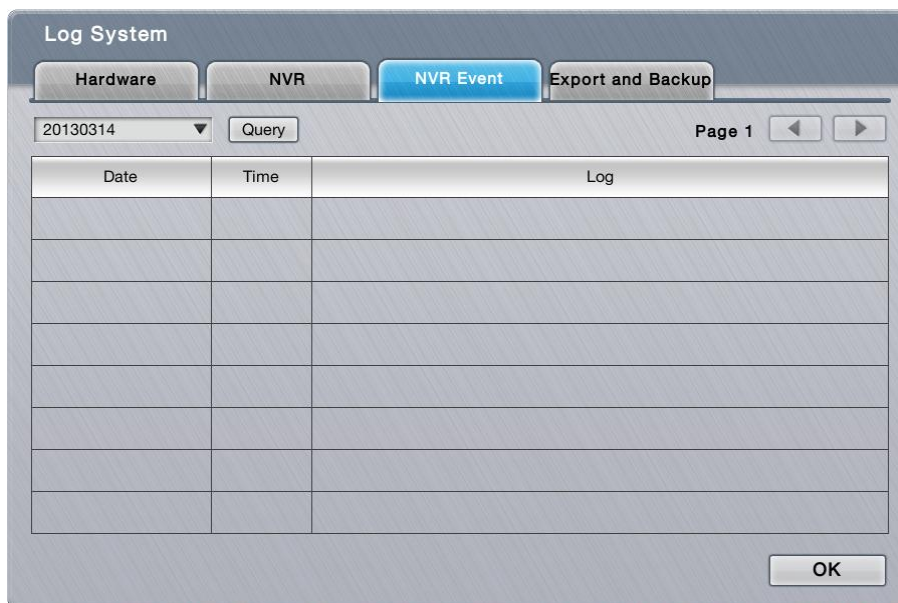 Log System
Hardware NVR NVR Event Export and Backup
20130314 Query Page 1
Date Time Log
OK